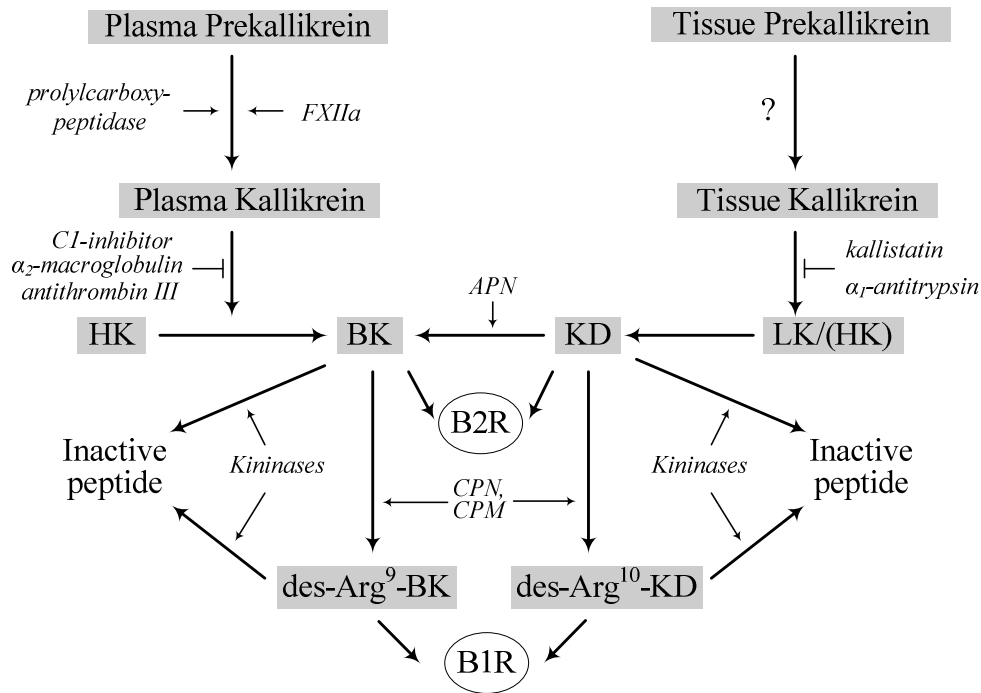 Plasma Prekallikrein
Tissue Prekallikrein
prolylcarboxy-
peptidase
FXIIa
?
Plasma Kallikrein
Tissue Kallikrein
C1-inhibitor
α₂-macroglobulin
antithrombin III
kallistatin
α₁-antitrypsin
APN
HK
BK
KD
LK/(HK)
B2R
Inactive
peptide
Kininases
CPN,
CPM
Kininases
Inactive
peptide
des-Arg⁹-BK
des-Arg¹⁰-KD
B1R